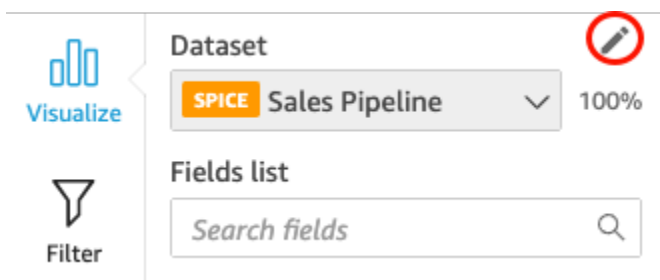 Dataset
SPICE Sales Pipeline
100%
Visualize
Fields list
Search fields
Filter